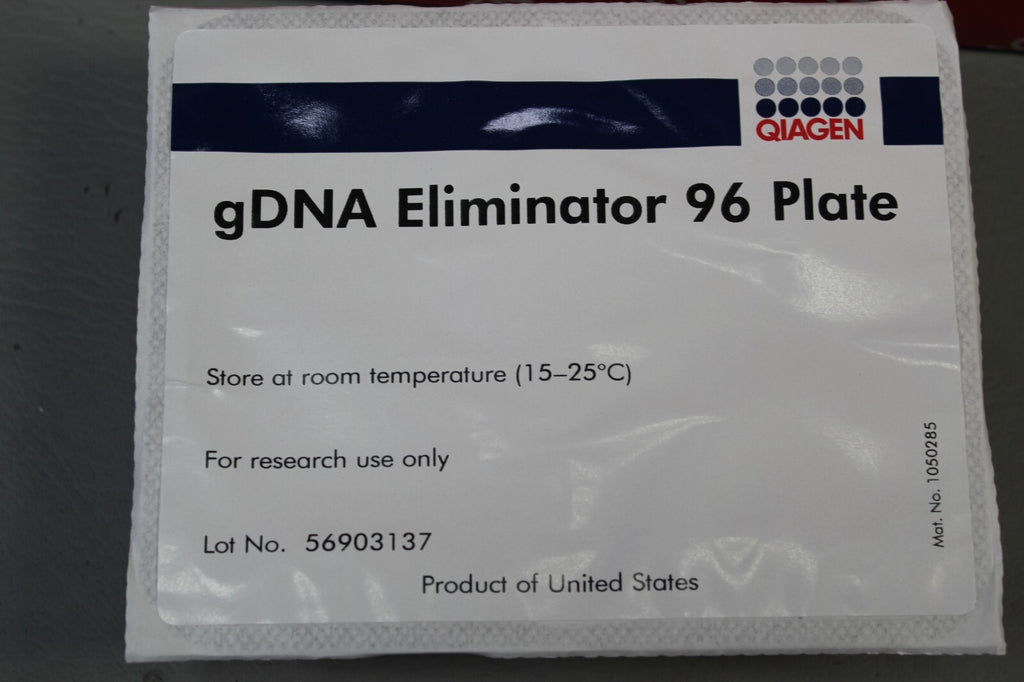 QIAGEN
gDNA Eliminator 96 Plate
Store at room temperature (15–25°C)
For research use only
Lot No. 56903137
Product of United States
Mat. No. 1050285